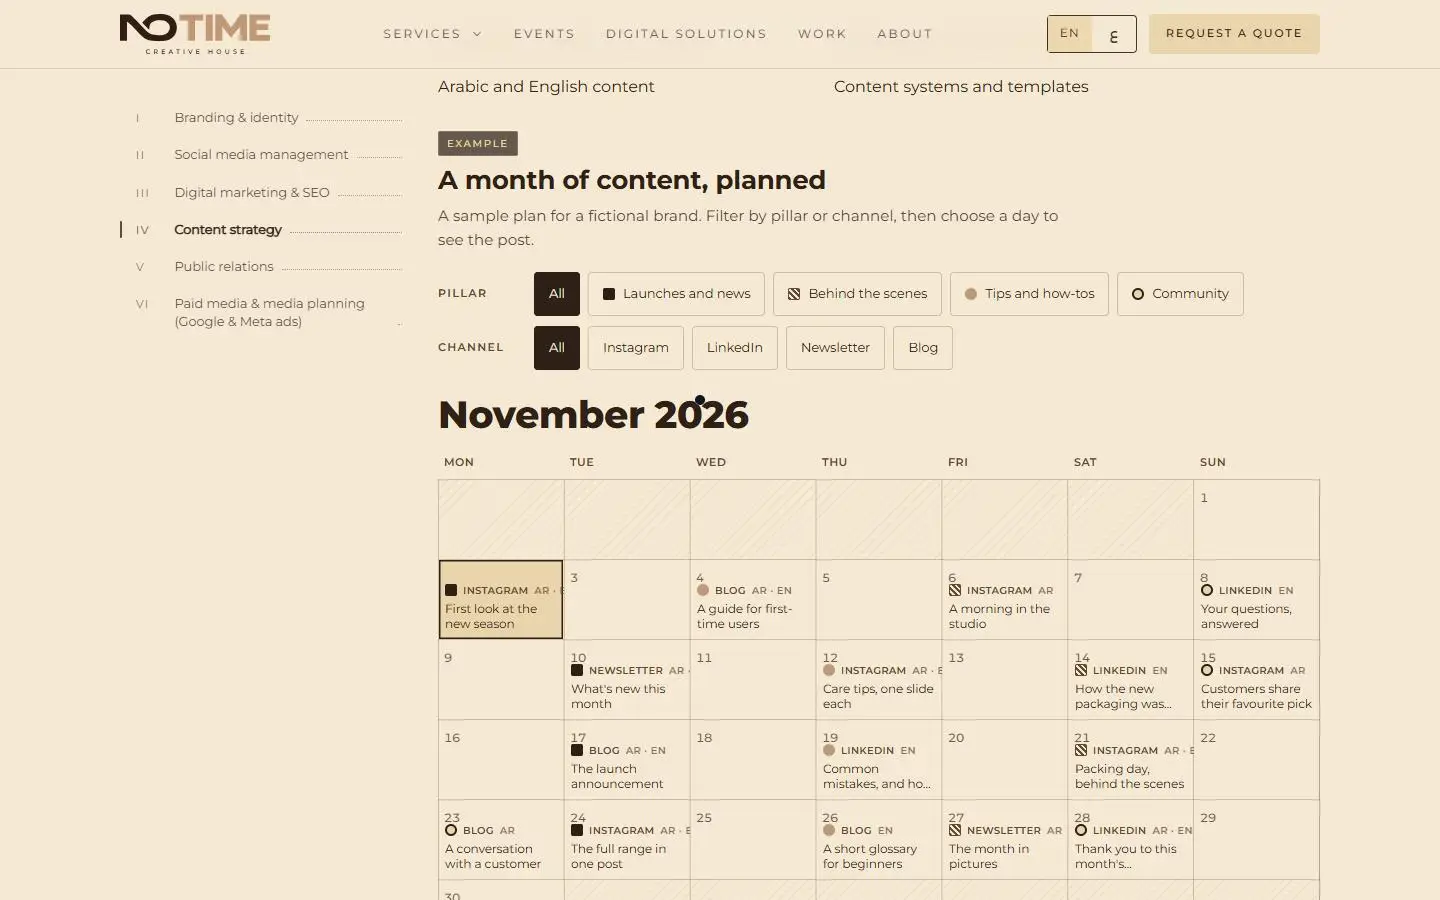 NOTIME
CREATIVE HOUSE
SERVICES
EVENTS
DIGITAL SOLUTIONS
WORK
ABOUT
EN
ع
REQUEST A QUOTE
Arabic and English content
Content systems and templates
I Branding & identity
II Social media management
III Digital marketing & SEO
IV Content strategy
V Public relations
VI Paid media & media planning
(Google & Meta ads)
EXAMPLE
A month of content, planned
A sample plan for a fictional brand. Filter by pillar or channel, then choose a day to
see the post.
PILLAR
All
Launches and news
Behind the scenes
Tips and how-tos
Community
CHANNEL
All
Instagram
LinkedIn
Newsletter
Blog
November 2026
MON TUE WED THU FRI SAT SUN
1
INSTAGRAM AR ·
First look at the
new season
3
4
BLOG AR · EN
A guide for first-
time users
5
6
INSTAGRAM AR
A morning in the
studio
7
8
LINKEDIN EN
Your questions,
answered
9
10
NEWSLETTER AR ·
What's new this
month
11
12
INSTAGRAM AR ·
Care tips, one slide
each
13
14
LINKEDIN EN
How the new
packaging was...
15
INSTAGRAM AR
Customers share
their favourite pick
16
17
BLOG AR · EN
The launch
announcement
18
19
LINKEDIN EN
Common
mistakes, and ho...
20
21
INSTAGRAM AR ·
Packing day,
behind the scenes
22
23
BLOG AR
A conversation
with a customer
24
INSTAGRAM AR ·
The full range in
one post
25
26
BLOG EN
A short glossary
for beginners
27
NEWSLETTER AR
The month in
pictures
28
LINKEDIN AR · EN
Thank you to this
month's...
29
30